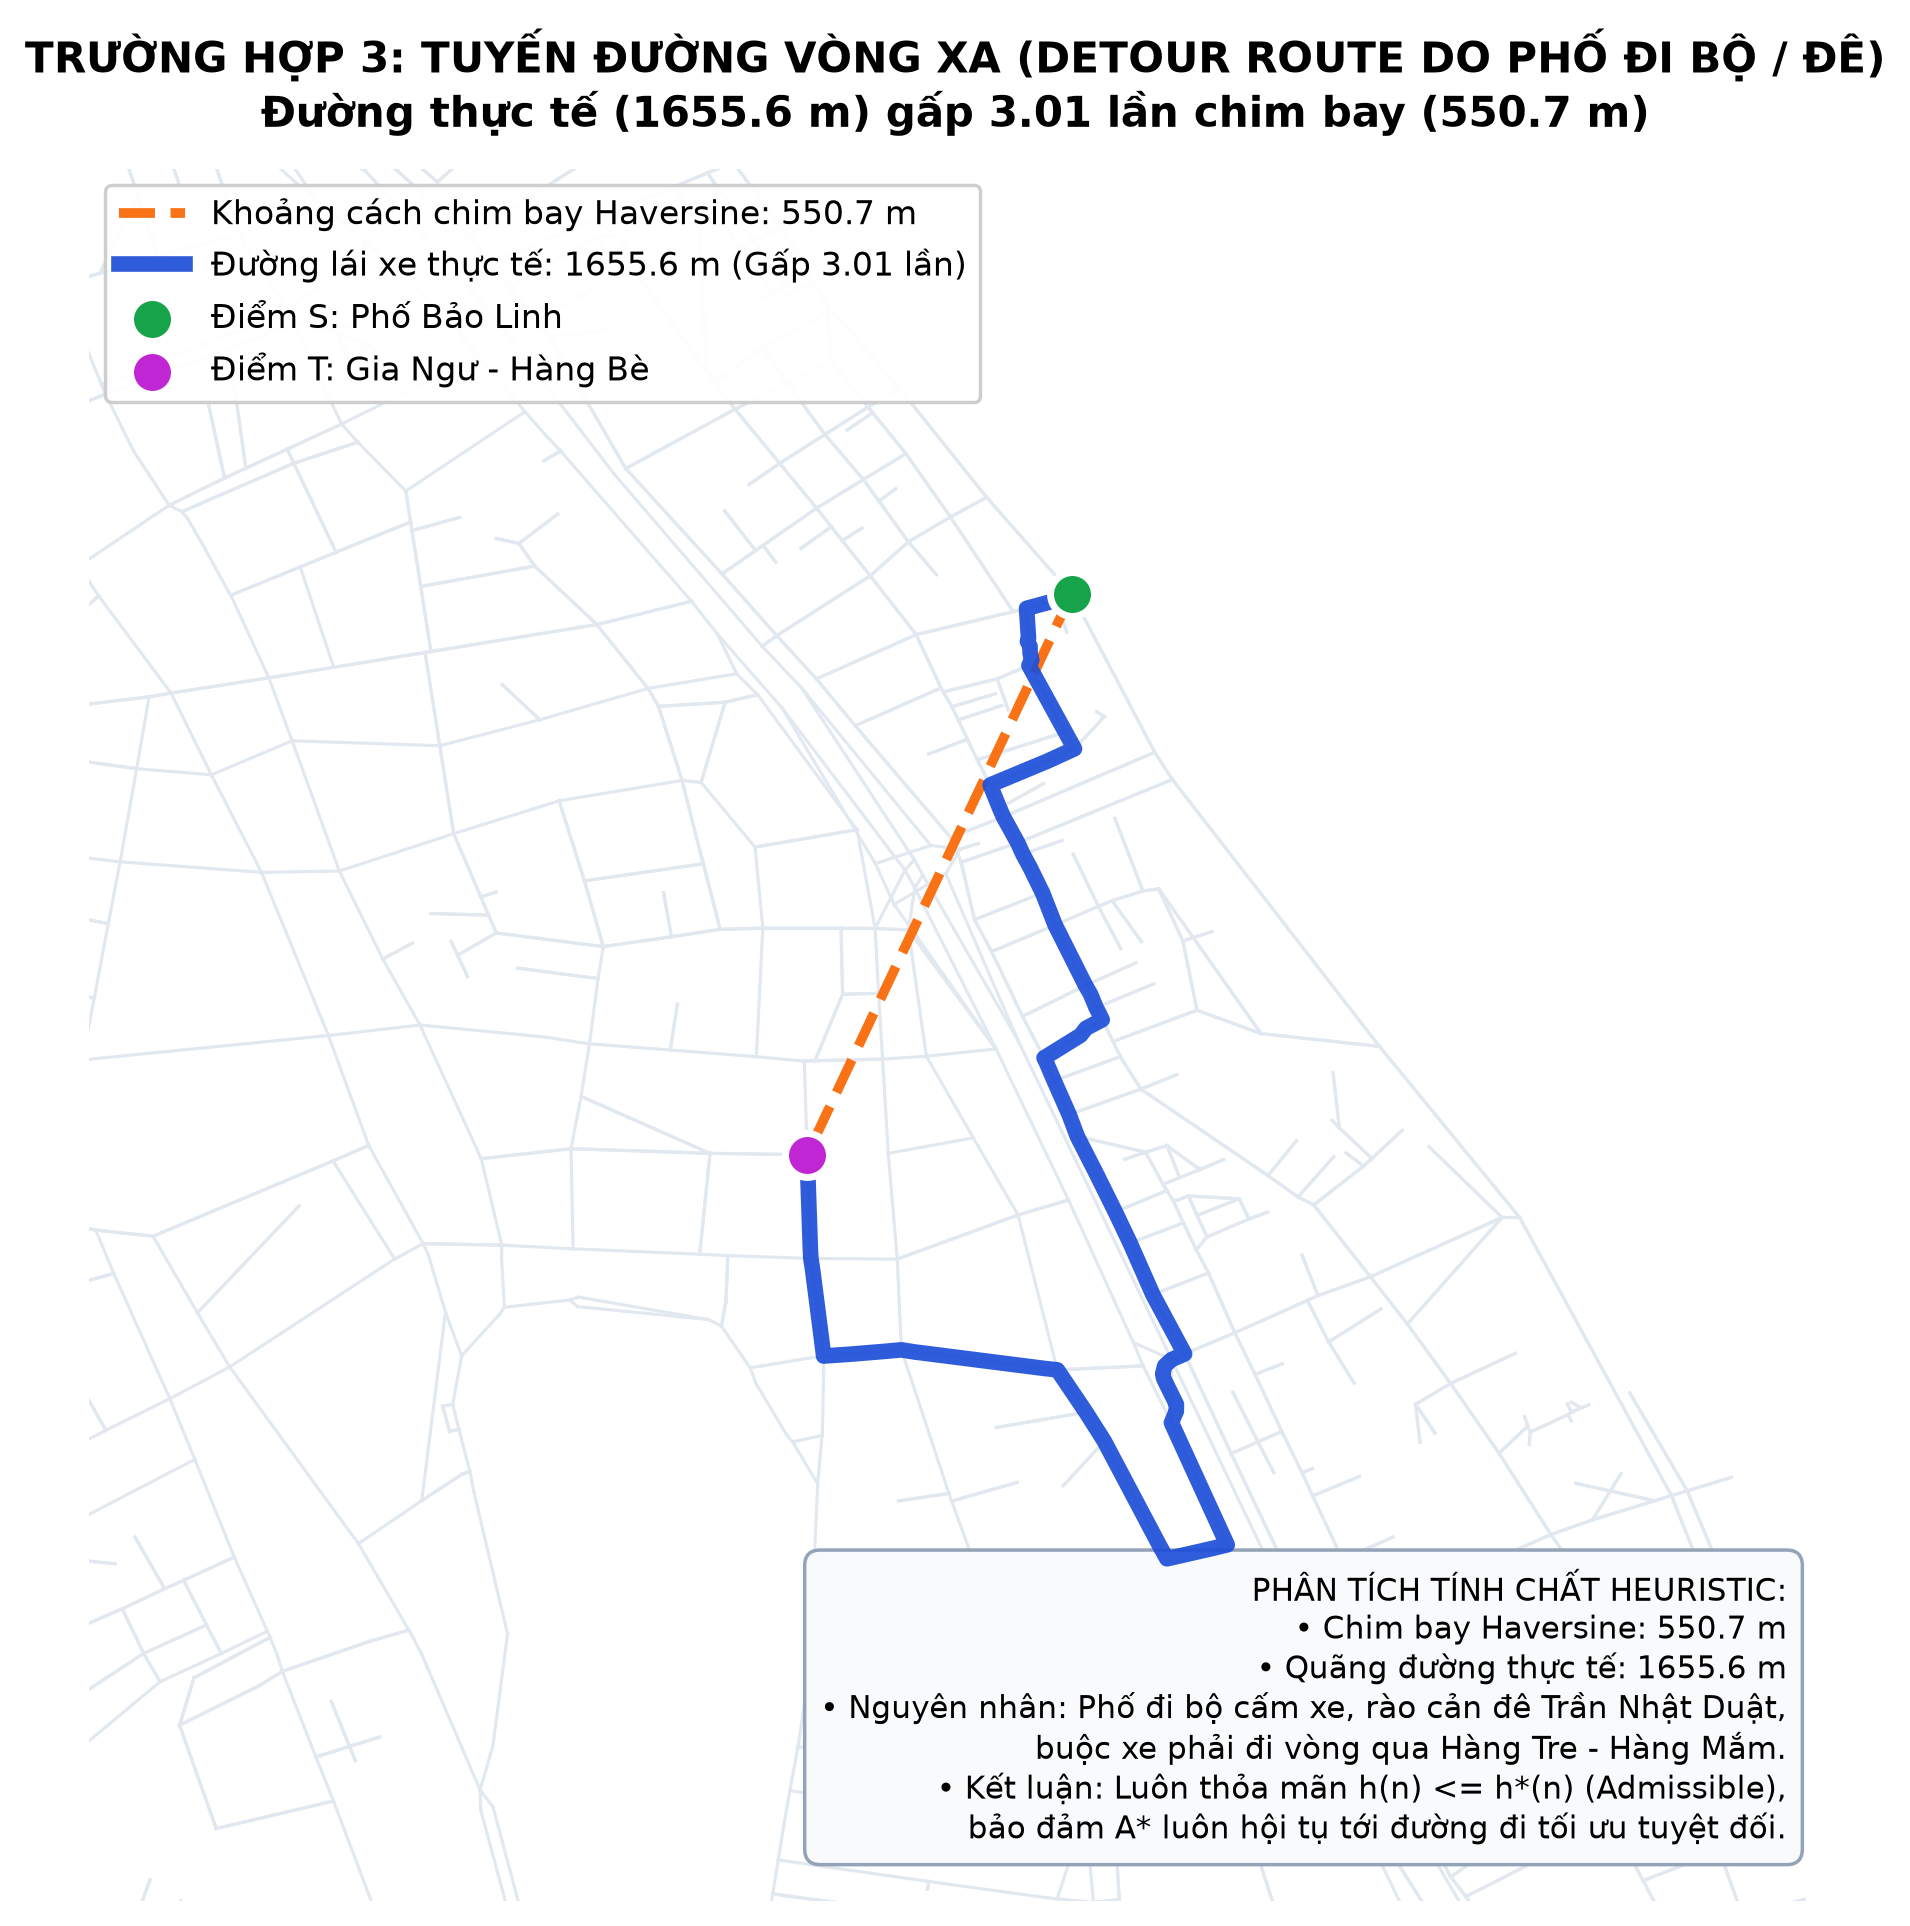 TRƯỜNG HỢP 3: TUYẾN ĐƯỜNG VÒNG XA (DETOUR ROUTE DO PHỐ ĐI BỘ / ĐÊ)
Đường thực tế (1655.6 m) gấp 3.01 lần chim bay (550.7 m)
Khoảng cách chim bay Haversine: 550.7 m
Đường lái xe thực tế: 1655.6 m (Gấp 3.01 lần)
Điểm S: Phố Bảo Linh
Điểm T: Gia Ngư - Hàng Bè
PHÂN TÍCH TÍNH CHẤT HEURISTIC:
• Chim bay Haversine: 550.7 m
• Quãng đường thực tế: 1655.6 m
• Nguyên nhân: Phố đi bộ cấm xe, rào cản đê Trần Nhật Duật,
buộc xe phải đi vòng qua Hàng Tre - Hàng Mắm.
• Kết luận: Luôn thỏa mãn h(n) <= h*(n) (Admissible),
bảo đảm A* luôn hội tụ tới đường đi tối ưu tuyệt đối.